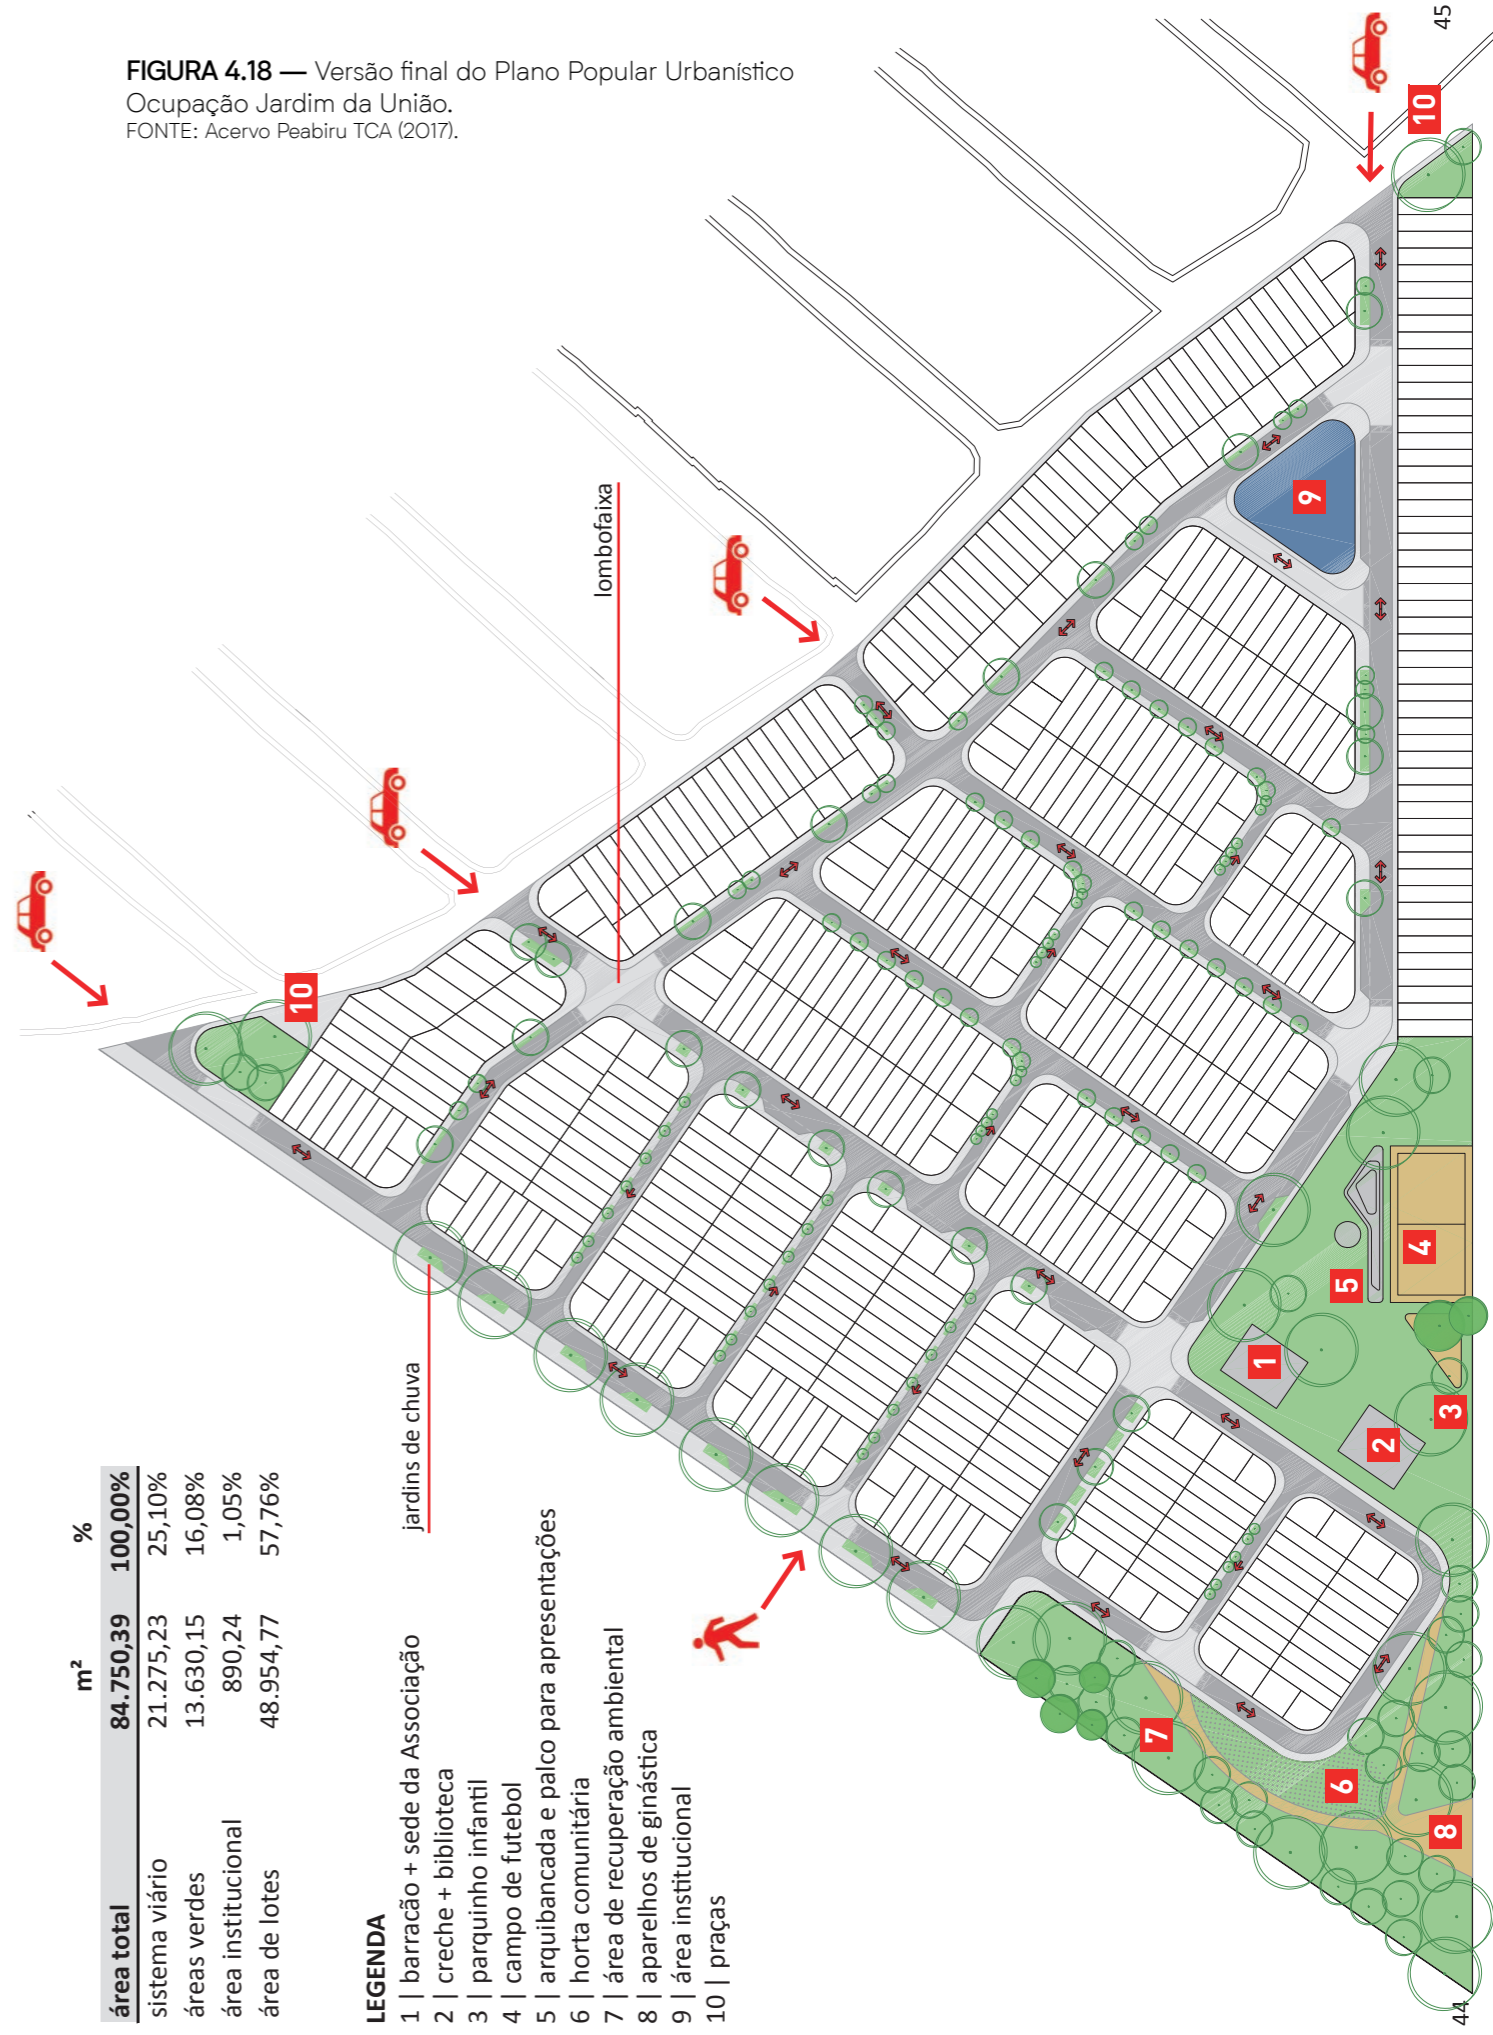 FIGURA 4.18 — Versão final do Plano Popular Urbanístico
Ocupação Jardim da União.
FONTE: Acervo Peabiru TCA (2017).
m² %
área total 84.750,39 100,00%
sistema viário 21.275,23 25,10%
áreas verdes 13.630,15 16,08%
área institucional 890,24 1,05%
área de lotes 48.954,77 57,76%
LEGENDA
1 | barracão + sede da Associação
2 | creche + biblioteca
3 | parquinho infantil
4 | campo de futebol
5 | arquibancada e palco para apresentações
6 | horta comunitária
7 | área de recuperação ambiental
8 | aparelhos de ginástica
9 | área institucional
10 | praças
jardins de chuva
lombofaixa
10
10
9
1
2
3
4
5
6
7
8
44
45